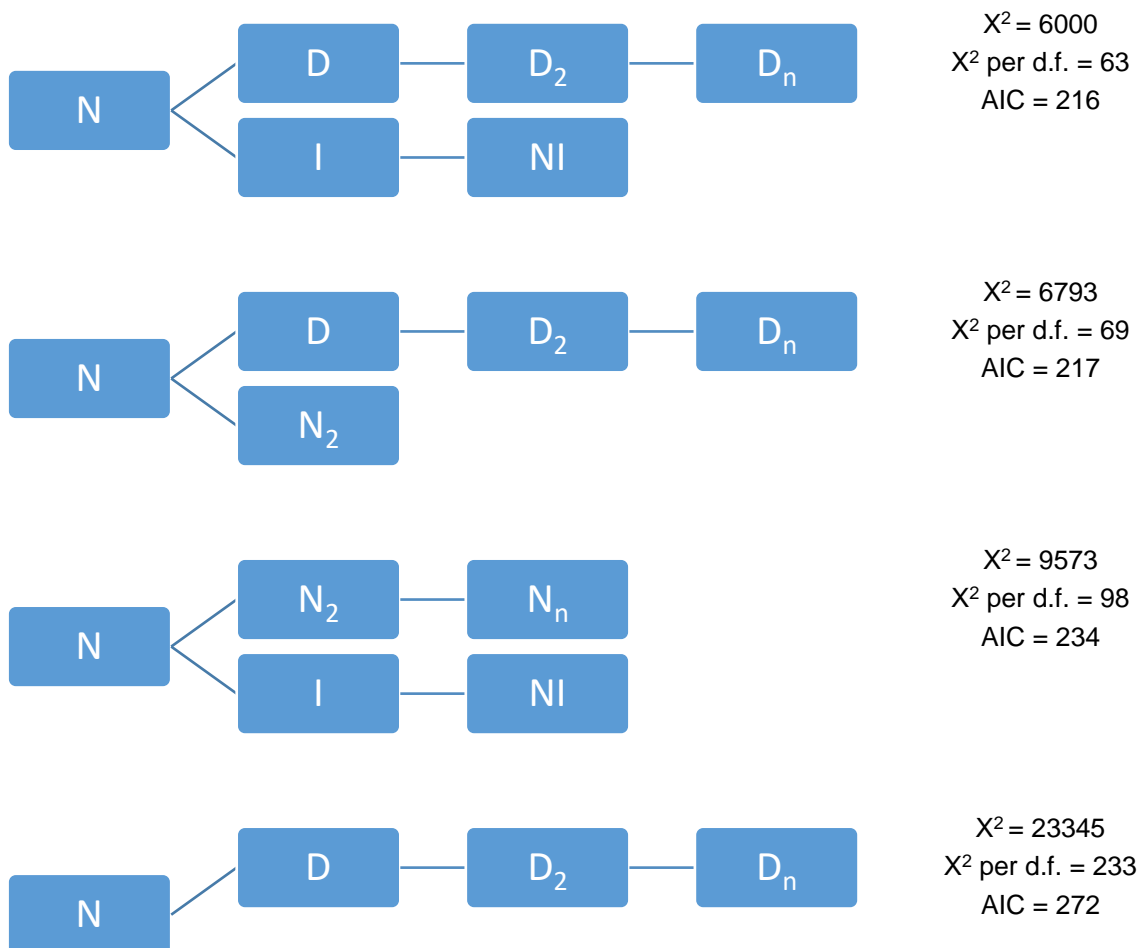 N
D
D₂
Dₙ
I
NI
X² = 6000
X² per d.f. = 63
AIC = 216
N
D
D₂
Dₙ
N₂
X² = 6793
X² per d.f. = 69
AIC = 217
N
N₂
Nₙ
I
NI
X² = 9573
X² per d.f. = 98
AIC = 234
N
D
D₂
Dₙ
X² = 23345
X² per d.f. = 233
AIC = 272